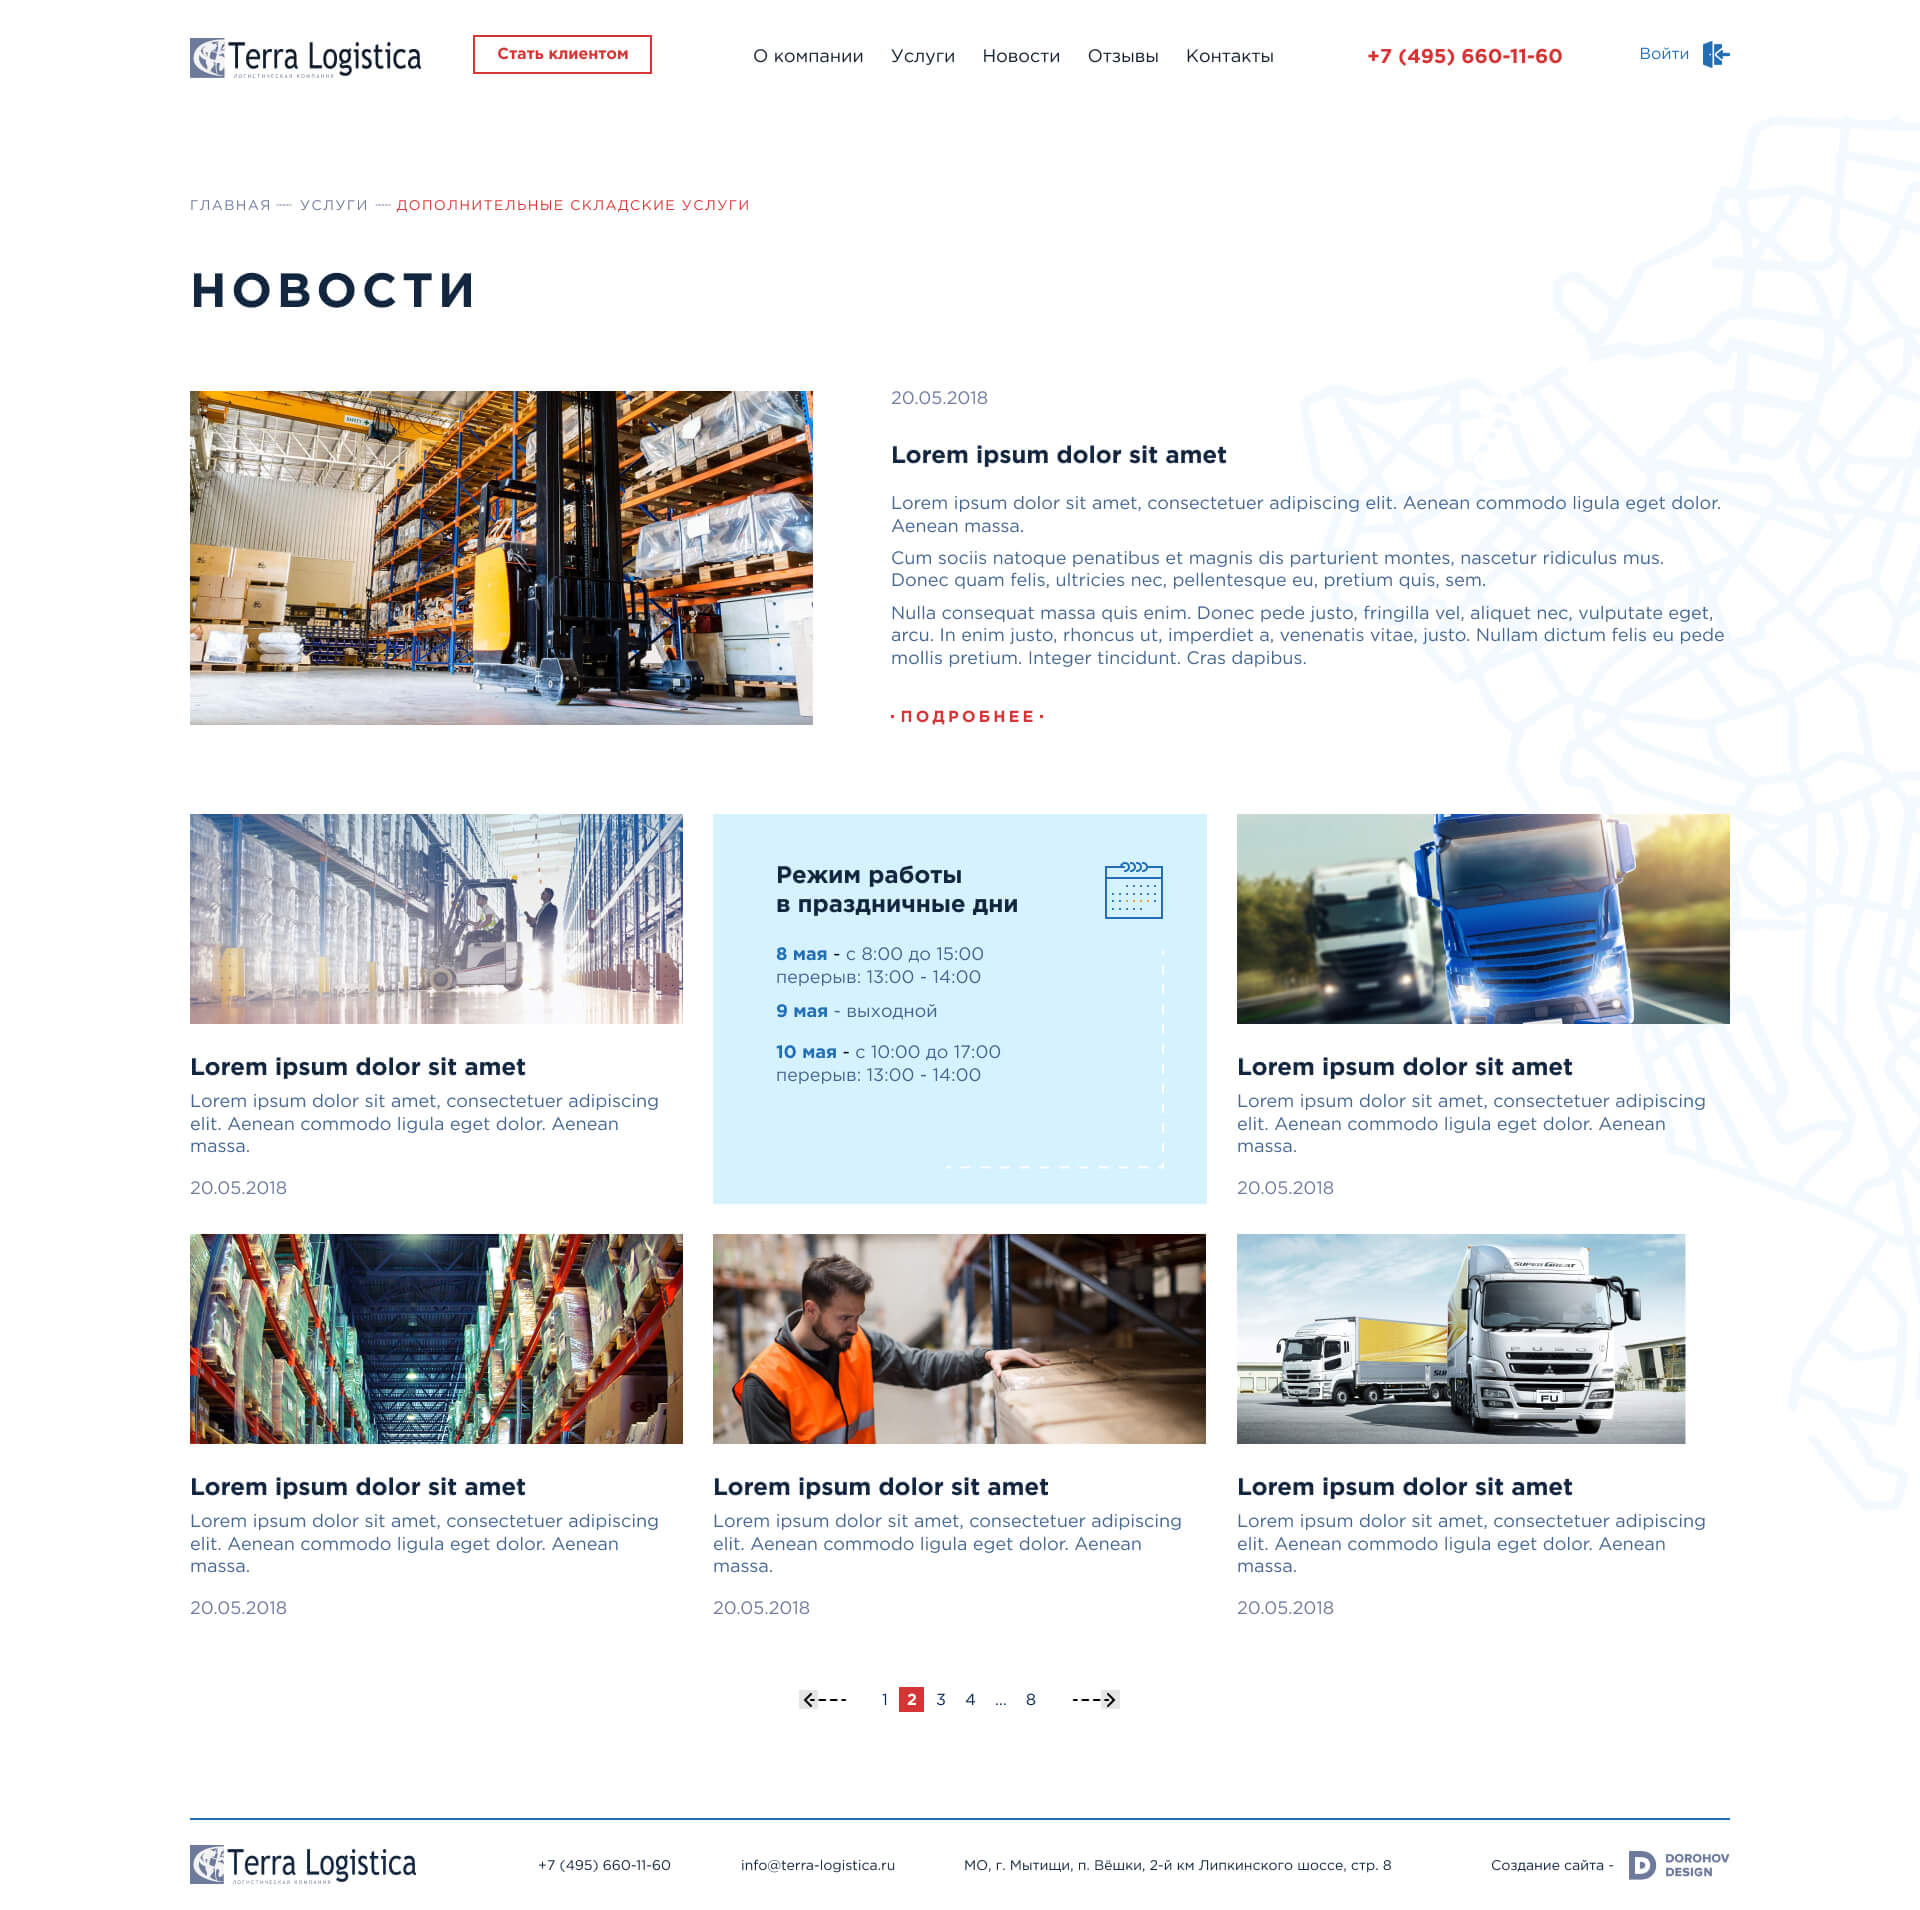 Terra Logistica
ЛОГИСТИЧЕСКАЯ КОМПАНИЯ
Стать клиентом
О компании Услуги Новости Отзывы Контакты
+7 (495) 660-11-60
Войти
ГЛАВНАЯ УСЛУГИ ДОПОЛНИТЕЛЬНЫЕ СКЛАДСКИЕ УСЛУГИ
НОВОСТИ
20.05.2018
Lorem ipsum dolor sit amet
Lorem ipsum dolor sit amet, consectetuer adipiscing elit. Aenean commodo ligula eget dolor.
Aenean massa.
Cum sociis natoque penatibus et magnis dis parturient montes, nascetur ridiculus mus.
Donec quam felis, ultricies nec, pellentesque eu, pretium quis, sem.
Nulla consequat massa quis enim. Donec pede justo, fringilla vel, aliquet nec, vulputate eget,
arcu. In enim justo, rhoncus ut, imperdiet a, venenatis vitae, justo. Nullam dictum felis eu pede
mollis pretium. Integer tincidunt. Cras dapibus.
· ПОДРОБНЕЕ ·
Lorem ipsum dolor sit amet
Lorem ipsum dolor sit amet, consectetuer adipiscing
elit. Aenean commodo ligula eget dolor. Aenean
massa.
20.05.2018
Режим работы
в праздничные дни
8 мая - с 8:00 до 15:00
перерыв: 13:00 - 14:00
9 мая - выходной
10 мая - с 10:00 до 17:00
перерыв: 13:00 - 14:00
Lorem ipsum dolor sit amet
Lorem ipsum dolor sit amet, consectetuer adipiscing
elit. Aenean commodo ligula eget dolor. Aenean
massa.
20.05.2018
Lorem ipsum dolor sit amet
Lorem ipsum dolor sit amet, consectetuer adipiscing
elit. Aenean commodo ligula eget dolor. Aenean
massa.
20.05.2018
Lorem ipsum dolor sit amet
Lorem ipsum dolor sit amet, consectetuer adipiscing
elit. Aenean commodo ligula eget dolor. Aenean
massa.
20.05.2018
SUPER GREAT
FUSO
FU
Lorem ipsum dolor sit amet
Lorem ipsum dolor sit amet, consectetuer adipiscing
elit. Aenean commodo ligula eget dolor. Aenean
massa.
20.05.2018
1 2 3 4 ... 8
Terra Logistica
ЛОГИСТИЧЕСКАЯ КОМПАНИЯ
+7 (495) 660-11-60
info@terra-logistica.ru
МО, г. Мытищи, п. Вёшки, 2-й км Липкинского шоссе, стр. 8
Создание сайта -
DOROHOV
DESIGN